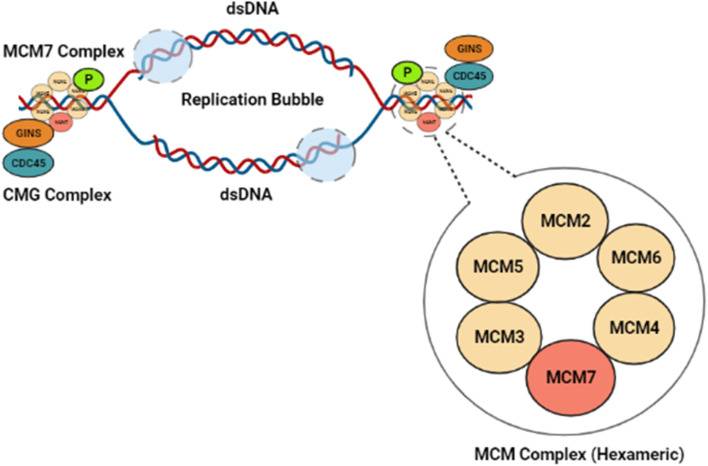 dsDNA
MCM7 Complex
P
GINS
CDC45
CMG Complex
Replication Bubble
dsDNA
P
GINS
CDC45
MCM2
MCM5
MCM6
MCM3
MCM4
MCM7
MCM Complex (Hexameric)